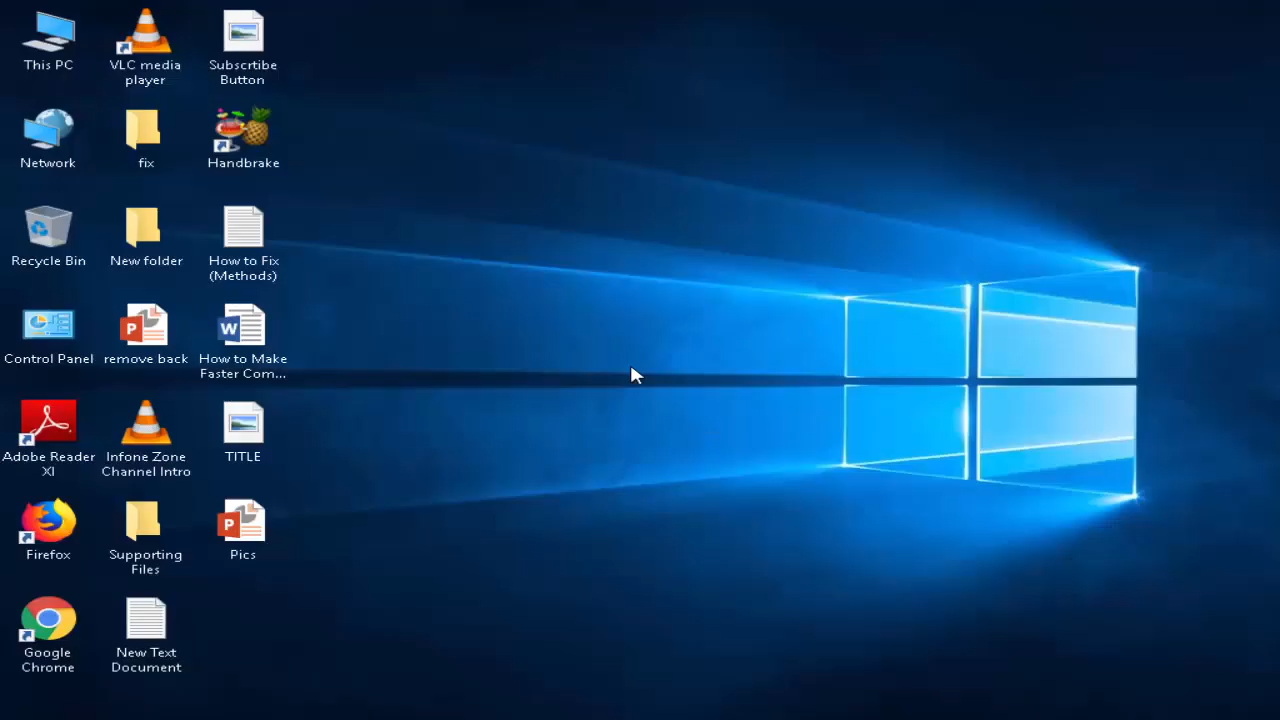 This PC
VLC media
player
Subscrtibe
Button
Network
fix
Handbrake
Recycle Bin
New folder
How to Fix
(Methods)
Control Panel
remove back
How to Make
Faster Com...
Adobe Reader
XI
Infone Zone
Channel Intro
TITLE
Firefox
Supporting
Files
Pics
Google
Chrome
New Text
Document